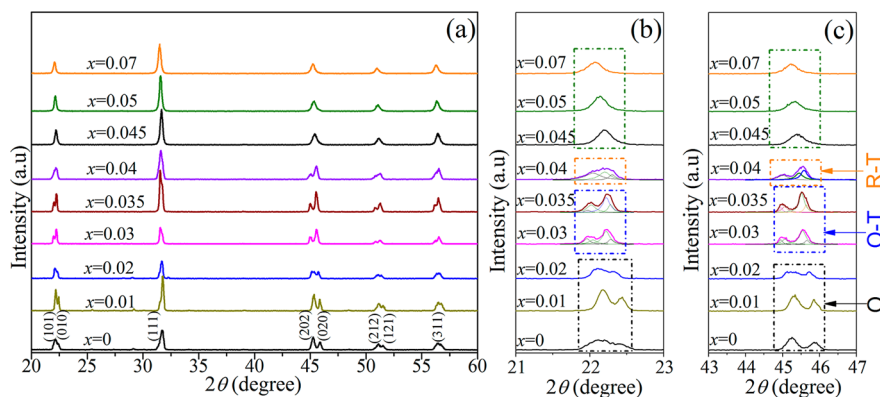 (a)
x=0.07
x=0.05
x=0.045
x=0.04
x=0.035
x=0.03
x=0.02
x=0.01
x=0
(101)
(010)
(111)
(202)
(020)
(212)
(121)
(311)
Intensity (a.u)
20 25 30 35 40 45 50 55 60
2θ (degree)
(b)
x=0.07
x=0.05
x=0.045
x=0.04
x=0.035
x=0.03
x=0.02
x=0.01
x=0
Intensity (a.u)
21 22 23
2θ (degree)
(c)
x=0.07
x=0.05
x=0.045
x=0.04
x=0.035
x=0.03
x=0.02
x=0.01
x=0
Intensity (a.u)
43 44 45 46 47
2θ (degree)
R-T
O-T
O